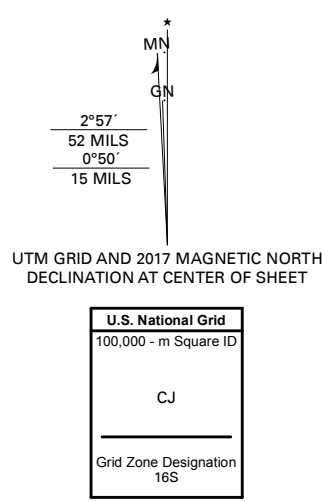 ★
MN
GN
2°57´
52 MILS
0°50´
15 MILS
UTM GRID AND 2017 MAGNETIC NORTH
DECLINATION AT CENTER OF SHEET
U.S. National Grid
100,000 - m Square ID
CJ
Grid Zone Designation
16S